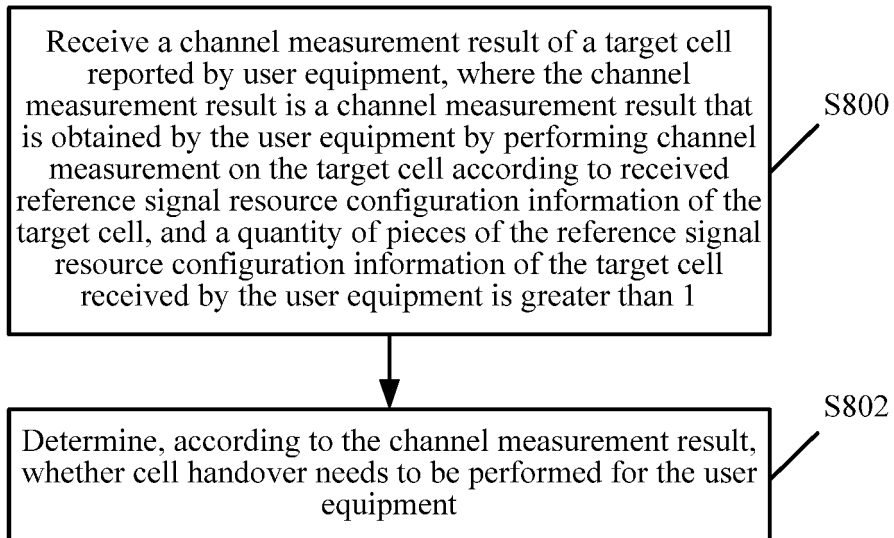 Receive a channel measurement result of a target cell
reported by user equipment, where the channel
measurement result is a channel measurement result that
is obtained by the user equipment by performing channel
measurement on the target cell according to received
reference signal resource configuration information of the
target cell, and a quantity of pieces of the reference signal
resource configuration information of the target cell
received by the user equipment is greater than 1
S800
Determine, according to the channel measurement result,
whether cell handover needs to be performed for the user
equipment
S802